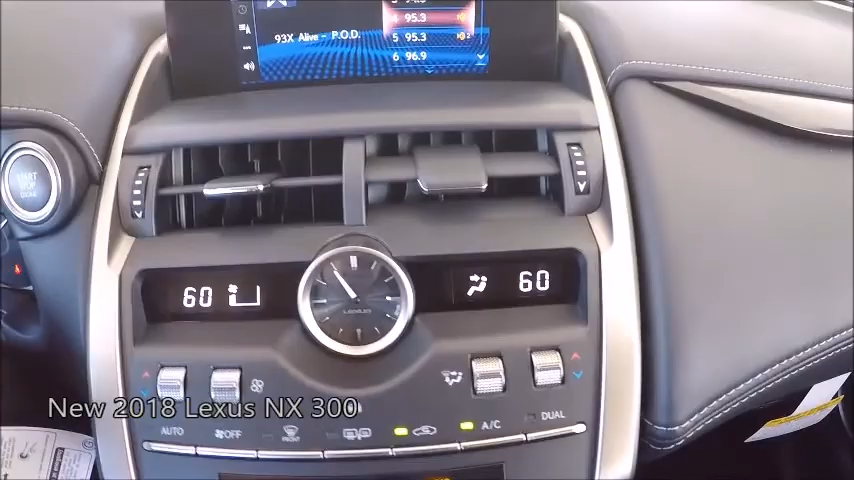 4 95.3
93X Alive - P.O.D.
5 95.3
6 96.9
START
STOP
60
60
LEXUS
New 2018 Lexus NX 300
AUTO
OFF
FRONT
A/C
DUAL